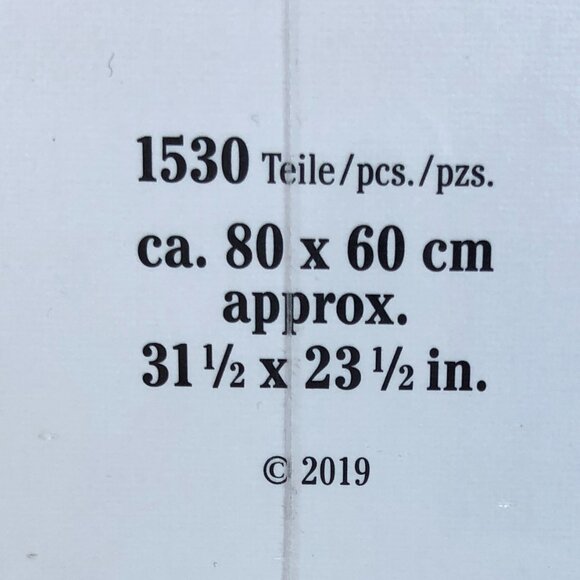 1530 Teile/pcs./pzs.
ca. 80 x 60 cm
approx.
31 ½ x 23 ½ in.
© 2019